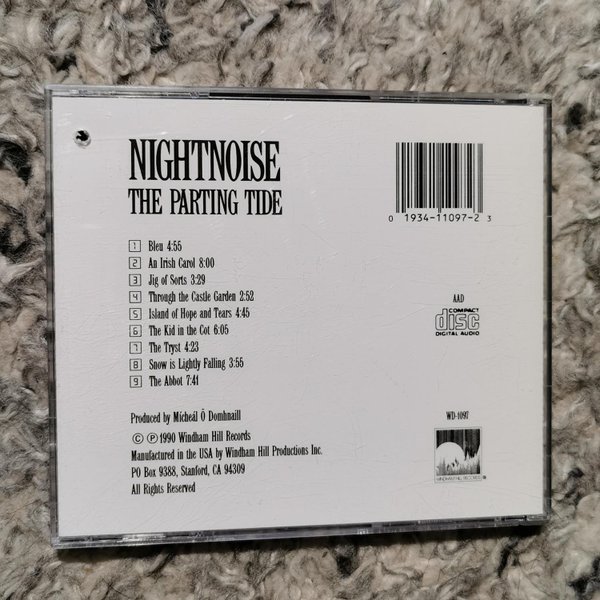 NIGHTNOISE
THE PARTING TIDE
0 1934-11097-2 3
1 Bleu 4:55
2 An Irish Carol 8:00
3 Jig of Sorts 3:29
4 Through the Castle Garden 2:52
5 Island of Hope and Tears 4:45
6 The Kid in the Cot 6:05
7 The Tryst 4:23
8 Snow is Lightly Falling 3:55
9 The Abbot 7:41
AAD
COMPACT
disc
DIGITAL AUDIO
Produced by Mícheál Ó Domhnaill
© ℗ 1990 Windham Hill Records
Manufactured in the USA by Windham Hill Productions Inc.
PO Box 9388, Stanford, CA 94309
All Rights Reserved
WD-1097
WINDHAM HILL RECORDS ®